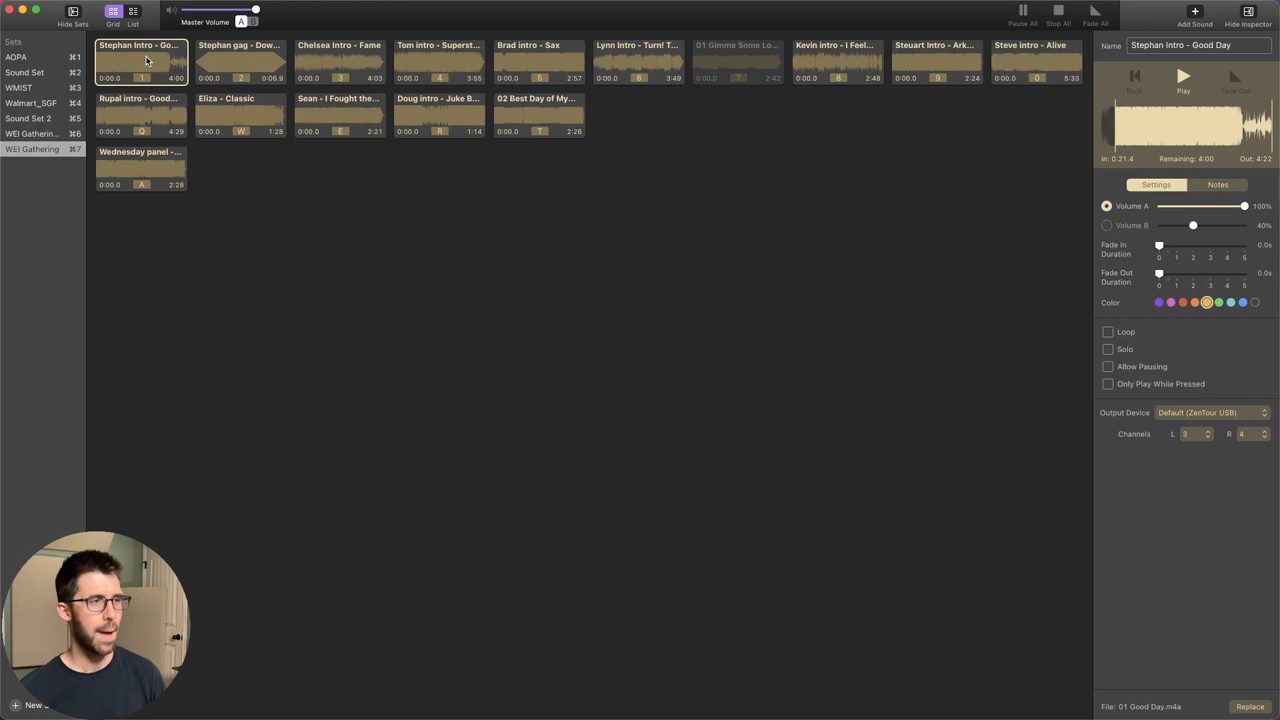 Hide Sets
Grid
List
Master Volume
A
B
Pause All
Stop All
Fade All
Add Sound
Hide Inspector
Sets
AOPA ⌘1
Sound Set ⌘2
WMIST ⌘3
Walmart_SGF ⌘4
Sound Set 2 ⌘5
WEI Gatherin... ⌘6
WEI Gathering ⌘7
Stephan Intro - Go...
0:00.0 1 4:00
Stephan gag - Dow...
0:00.0 2 0:06.9
Chelsea Intro - Fame
0:00.0 3 4:03
Tom intro - Superst...
0:00.0 4 3:55
Brad intro - Sax
0:00.0 5 2:57
Lynn Intro - Turn! T...
0:00.0 6 3:49
01 Gimme Some Lo...
0:00.0 7 2:42
Kevin intro - I Feel...
0:00.0 8 2:48
Steuart Intro - Ark...
0:00.0 9 2:24
Steve intro - Alive
0:00.0 0 5:33
Rupal intro - Good...
0:00.0 Q 4:29
Eliza - Classic
0:00.0 W 1:28
Sean - I Fought the...
0:00.0 E 2:21
Doug intro - Juke B...
0:00.0 R 1:14
02 Best Day of My...
0:00.0 T 2:26
Wednesday panel -...
0:00.0 A 2:28
Name Stephan Intro - Good Day
Back
Play
Fade Out
In: 0:21.4 Remaining: 4:00 Out: 4:22
Settings Notes
Volume A 100%
Volume B 40%
Fade In
Duration
0.0s
0 1 2 3 4 5
Fade Out
Duration
0.0s
0 1 2 3 4 5
Color
Loop
Solo
Allow Pausing
Only Play While Pressed
Output Device Default (ZenTour USB)
Channels L 3 R 4
File: 01 Good Day.m4a Replace
New S